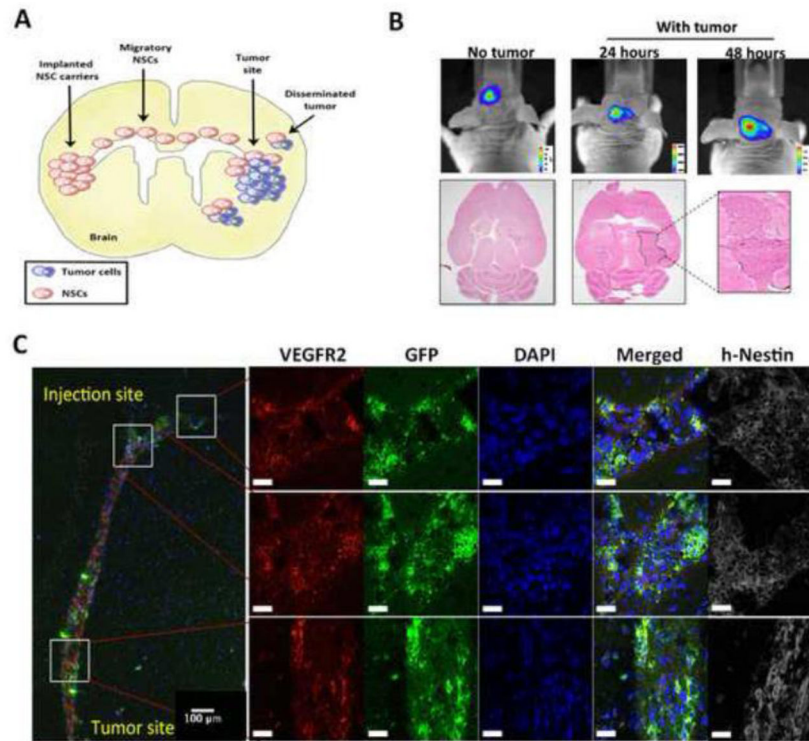 A
Implanted
NSC carriers
Migratory
NSCs
Tumor
site
Disseminated
tumor
Brain
Tumor cells
NSCs
B
With tumor
No tumor
24 hours
48 hours
C
VEGFR2
GFP
DAPI
Merged
h-Nestin
Injection site
Tumor site
100 µm